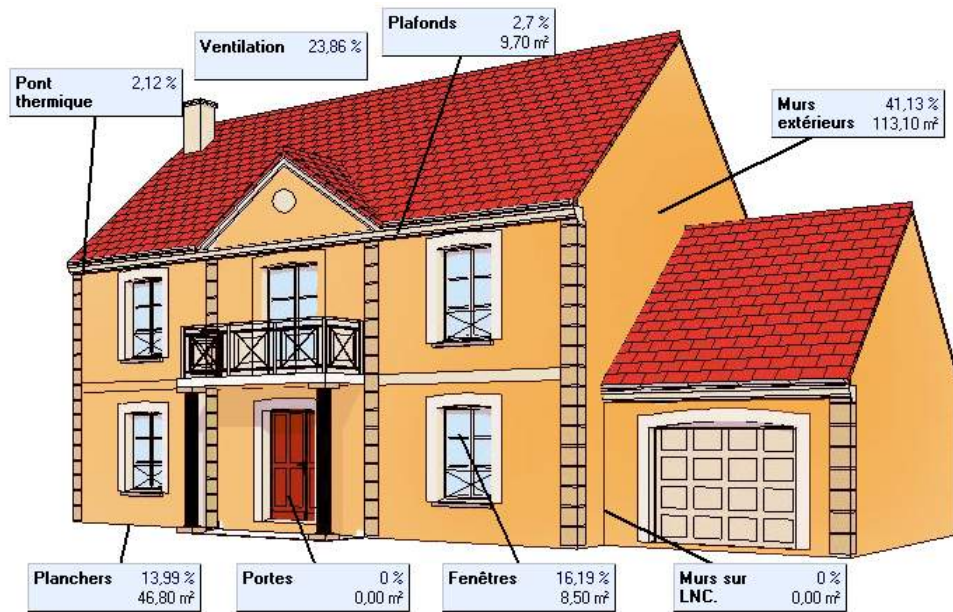 Plafonds 2,7 %
9,70 m²
Ventilation 23,86 %
Pont 2,12 %
thermique
Murs 41,13 %
extérieurs 113,10 m²
Planchers 13,99 %
46,80 m²
Portes 0 %
0,00 m²
Fenêtres 16,19 %
8,50 m²
Murs sur 0 %
LNC. 0,00 m²